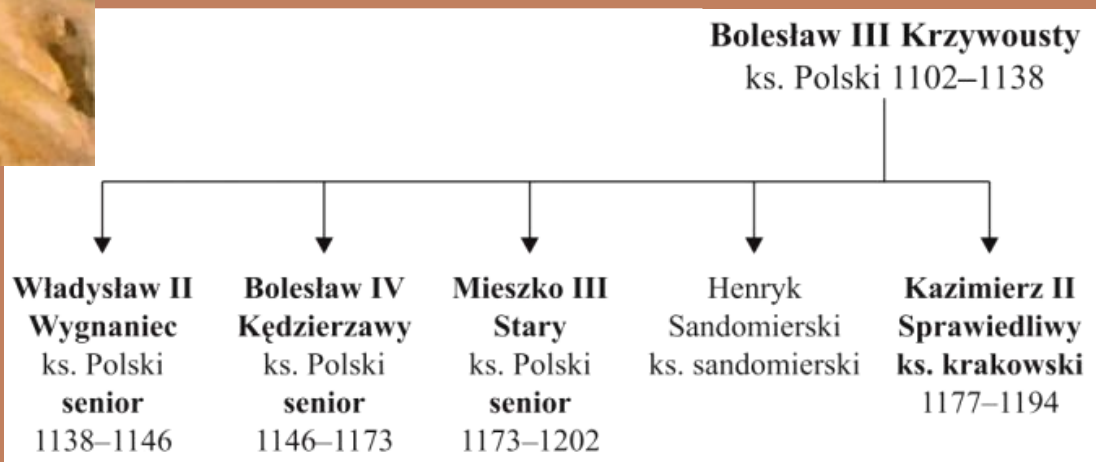 Bolesław III Krzywousty
ks. Polski 1102–1138
Władysław II
Wygnaniec
ks. Polski
senior
1138–1146
Bolesław IV
Kędzierzawy
ks. Polski
senior
1146–1173
Mieszko III
Stary
ks. Polski
senior
1173–1202
Henryk
Sandomierski
ks. sandomierski
Kazimierz II
Sprawiedliwy
ks. krakowski
1177–1194